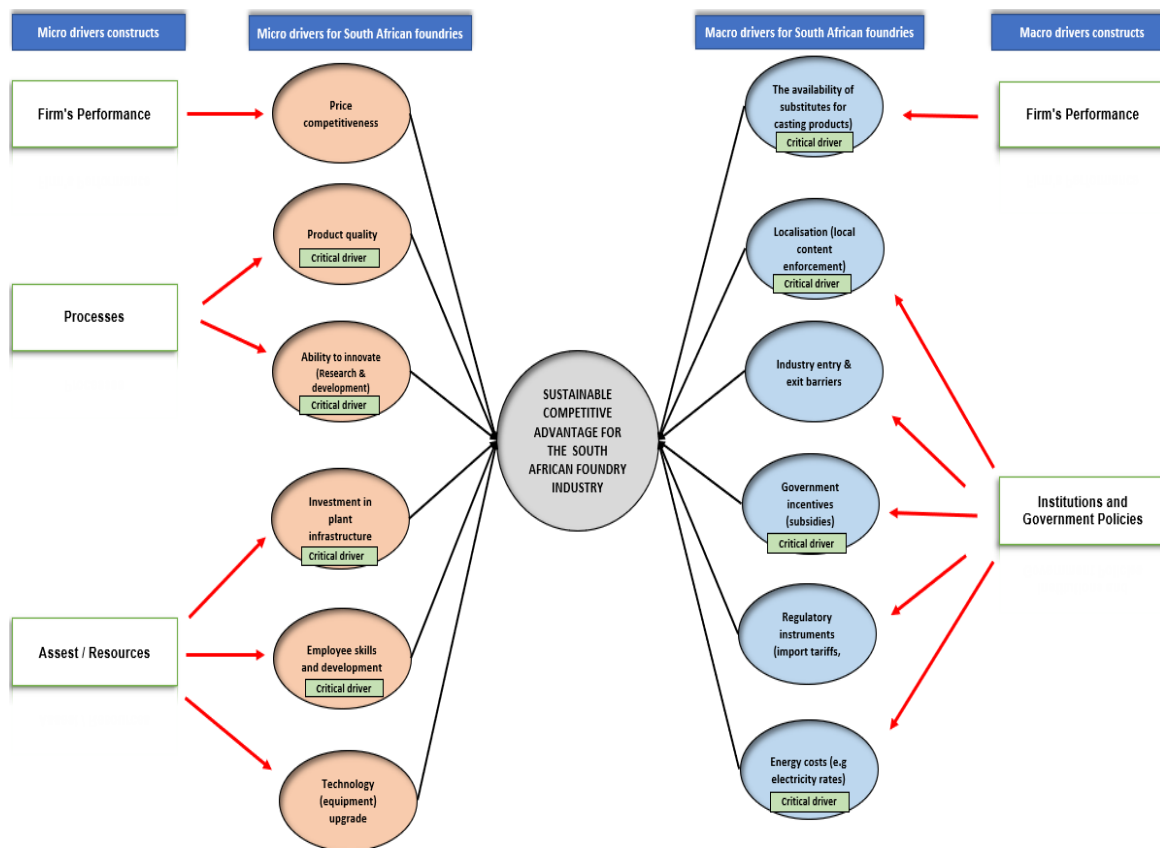 Micro drivers constructs
Micro drivers for South African foundries
Macro drivers for South African foundries
Macro drivers constructs
Firm's Performance
Processes
Assest / Resources
Price
competitiveness
Product quality
Critical driver
Ability to innovate
(Research &
development)
Critical driver
Investment in
plant
infrastructure
Critical driver
Employee skills
and development
Critical driver
Technology
(equipment)
upgrade
SUSTAINABLE
COMPETITIVE
ADVANTAGE FOR
THE SOUTH
AFRICAN FOUNDRY
INDUSTRY
The availability of
substitutes for
casting products)
Critical driver
Localisation (local
content
enforcement)
Critical driver
Industry entry &
exit barriers
Government
incentives
(subsidies)
Critical driver
Regulatory
instruments
(import tariffs,
Energy costs (e.g
electricity rates)
Critical driver
Firm's Performance
Institutions and
Government Policies